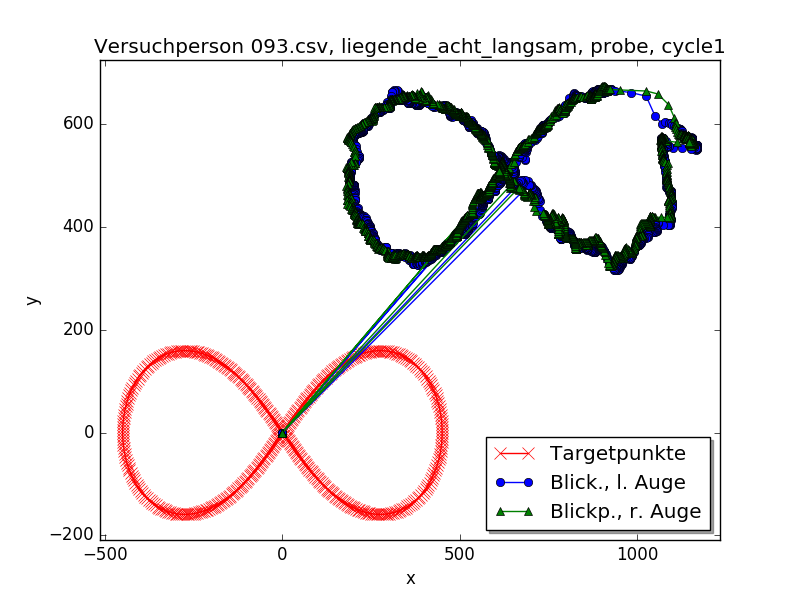 Versuchperson 093.csv, liegende_acht_langsam, probe, cycle1
600
400
200
0
−200
y
−500
0
500
1000
x
Targetpunkte
Blick., l. Auge
Blickp., r. Auge